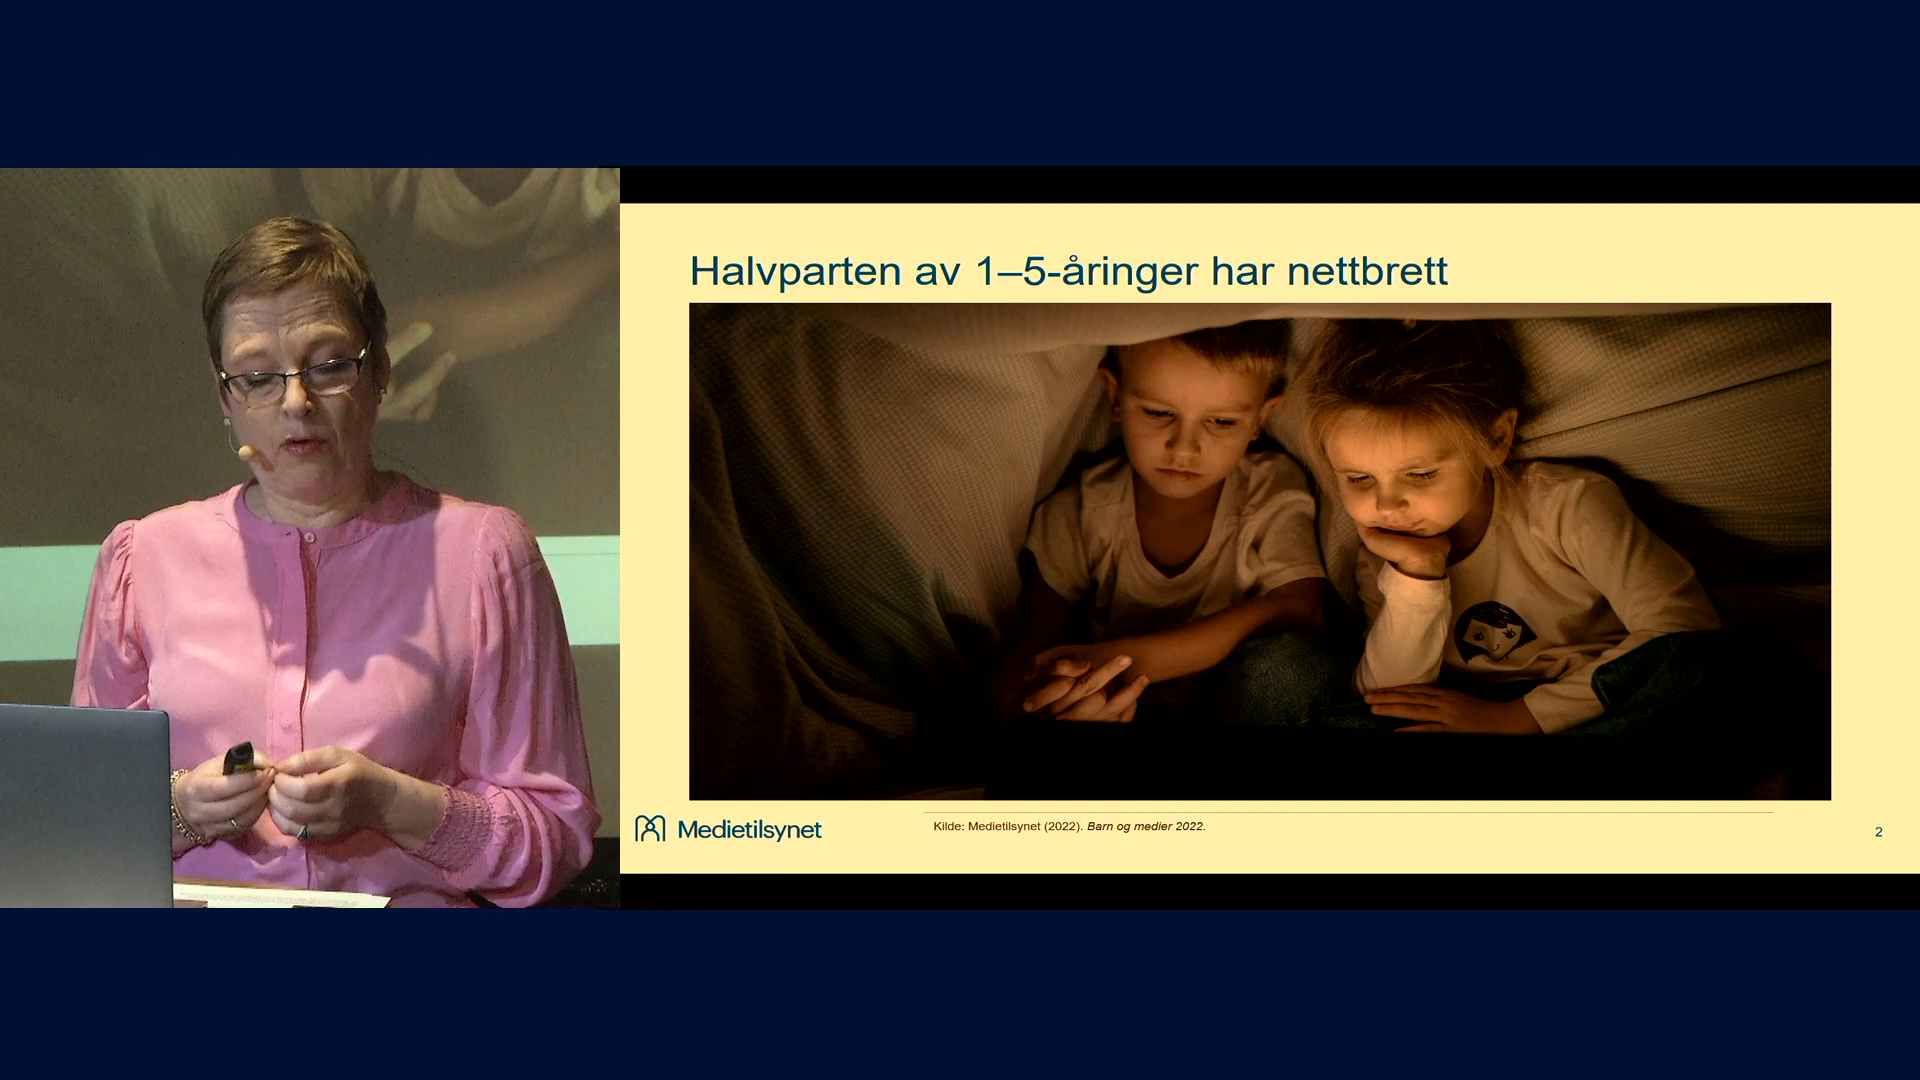 Halvparten av 1–5-åringer har nettbrett
Medietilsynet
Kilde: Medietilsynet (2022). Barn og medier 2022.
2